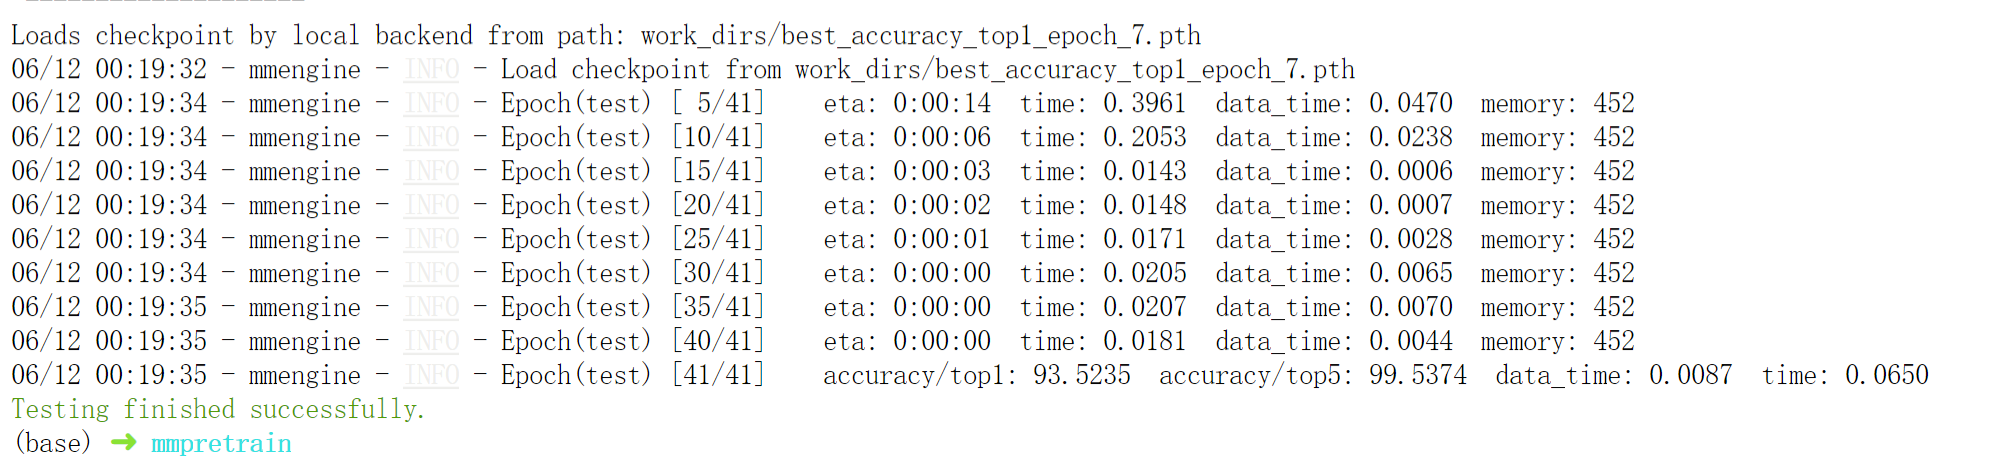 Loads checkpoint by local backend from path: work_dirs/best_accuracy_top1_epoch_7.pth
06/12 00:19:32 - mmengine - INFO - Load checkpoint from work_dirs/best_accuracy_top1_epoch_7.pth
06/12 00:19:34 - mmengine - INFO - Epoch(test) [ 5/41]    eta: 0:00:14  time: 0.3961  data_time: 0.0470  memory: 452
06/12 00:19:34 - mmengine - INFO - Epoch(test) [10/41]    eta: 0:00:06  time: 0.2053  data_time: 0.0238  memory: 452
06/12 00:19:34 - mmengine - INFO - Epoch(test) [15/41]    eta: 0:00:03  time: 0.0143  data_time: 0.0006  memory: 452
06/12 00:19:34 - mmengine - INFO - Epoch(test) [20/41]    eta: 0:00:02  time: 0.0148  data_time: 0.0007  memory: 452
06/12 00:19:34 - mmengine - INFO - Epoch(test) [25/41]    eta: 0:00:01  time: 0.0171  data_time: 0.0028  memory: 452
06/12 00:19:34 - mmengine - INFO - Epoch(test) [30/41]    eta: 0:00:00  time: 0.0205  data_time: 0.0065  memory: 452
06/12 00:19:35 - mmengine - INFO - Epoch(test) [35/41]    eta: 0:00:00  time: 0.0207  data_time: 0.0070  memory: 452
06/12 00:19:35 - mmengine - INFO - Epoch(test) [40/41]    eta: 0:00:00  time: 0.0181  data_time: 0.0044  memory: 452
06/12 00:19:35 - mmengine - INFO - Epoch(test) [41/41]    accuracy/top1: 93.5235  accuracy/top5: 99.5374  data_time: 0.0087  time: 0.0650
Testing finished successfully.
(base) ➜ mmpretrain